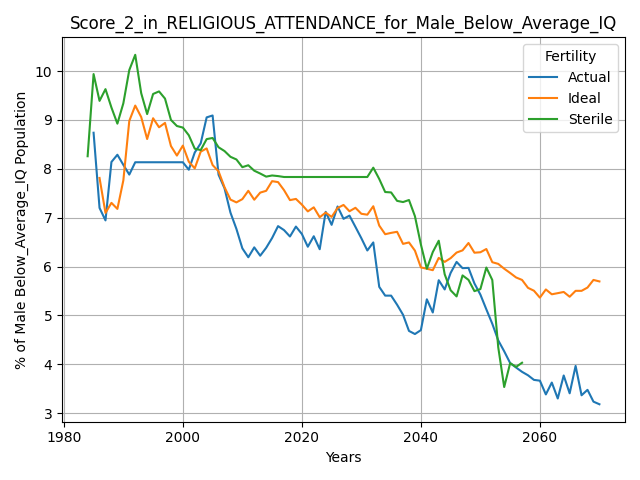 Score_2_in_RELIGIOUS_ATTENDANCE_for_Male_Below_Average_IQ
% of Male Below_Average_IQ Population
10
9
8
7
6
5
4
3
Fertility
Actual
Ideal
Sterile
1980 2000 2020 2040 2060
Years